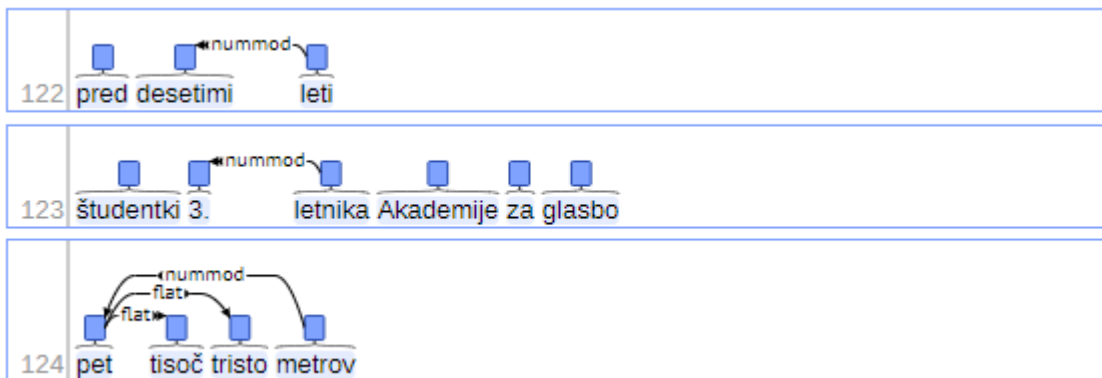 nummod
122 pred desetimi leti
nummod
123 študentki 3. letnika Akademije za glasbo
nummod
flat
flat
124 pet tisoč tristo metrov